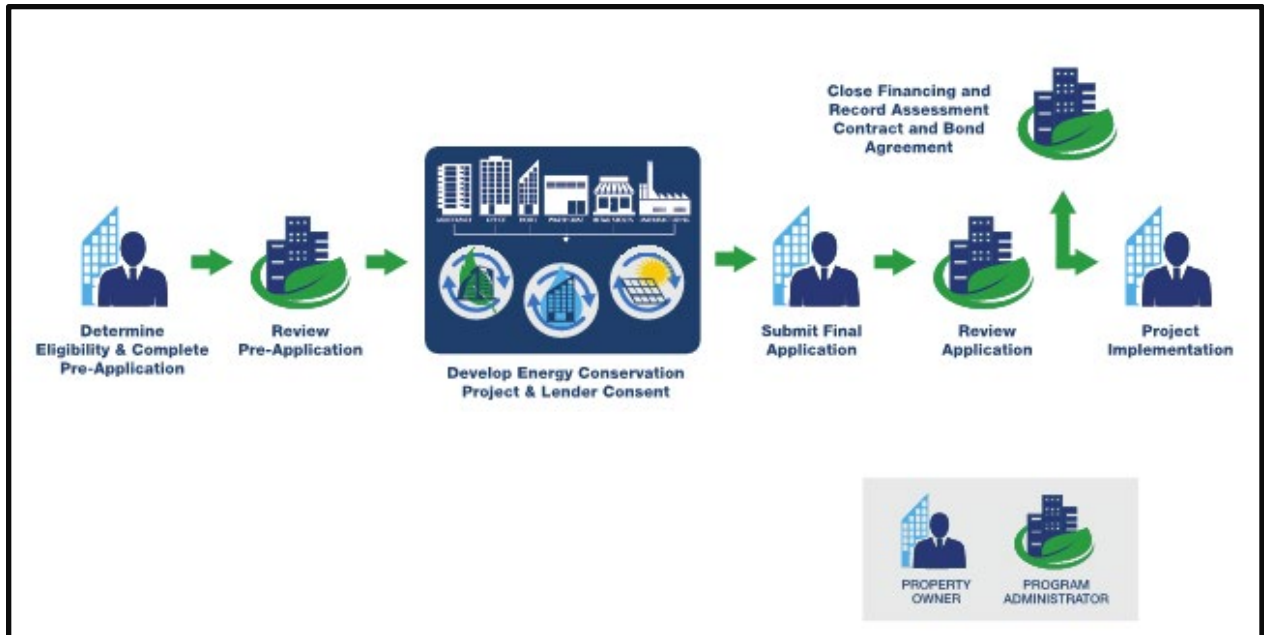 Close Financing and
Record Assessment
Contract and Bond
Agreement
Determine
Eligibility & Complete
Pre-Application
Review
Pre-Application
Develop Energy Conservation
Project & Lender Consent
Submit Final
Application
Review
Application
Project
Implementation
PROPERTY
OWNER
PROGRAM
ADMINISTRATOR